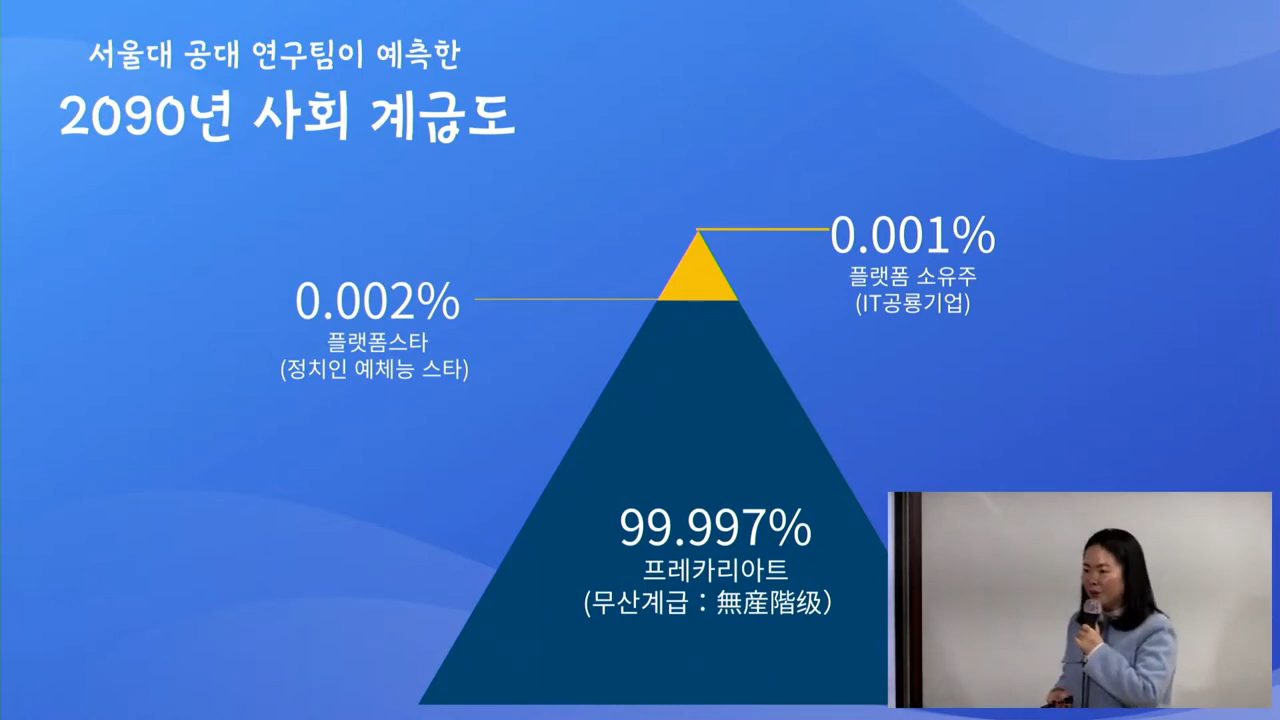 서울대 공대 연구팀이 예측한
2090년 사회 계급도
0.001%
플랫폼 소유주
(IT공룡기업)
0.002%
플랫폼스타
(정치인 예체능 스타)
99.997%
프레카리아트
(무산계급：無産階级）